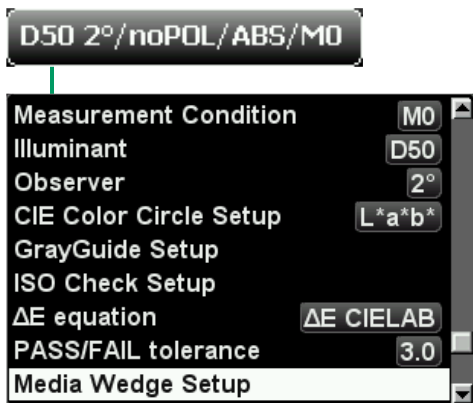 D50 2°/noPOL/ABS/M0
Measurement Condition M0
Illuminant D50
Observer 2°
CIE Color Circle Setup L*a*b*
GrayGuide Setup
ISO Check Setup
ΔE equation ΔE CIELAB
PASS/FAIL tolerance 3.0
Media Wedge Setup